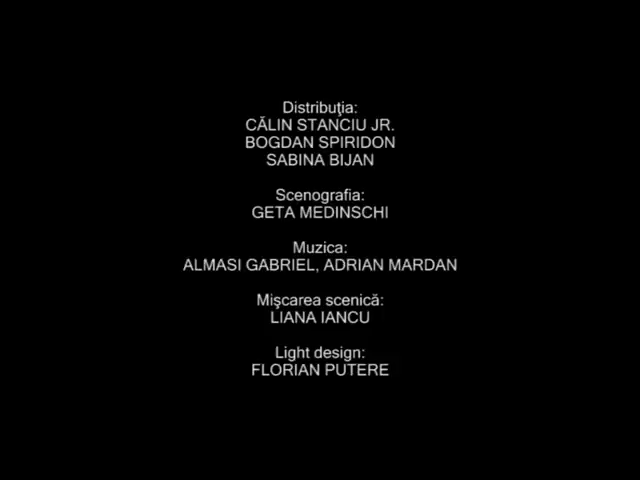 Distribuţia:
CĂLIN STANCIU JR.
BOGDAN SPIRIDON
SABINA BIJAN
Scenografia:
GETA MEDINSCHI
Muzica:
ALMASI GABRIEL, ADRIAN MARDAN
Mişcarea scenică:
LIANA IANCU
Light design:
FLORIAN PUTERE